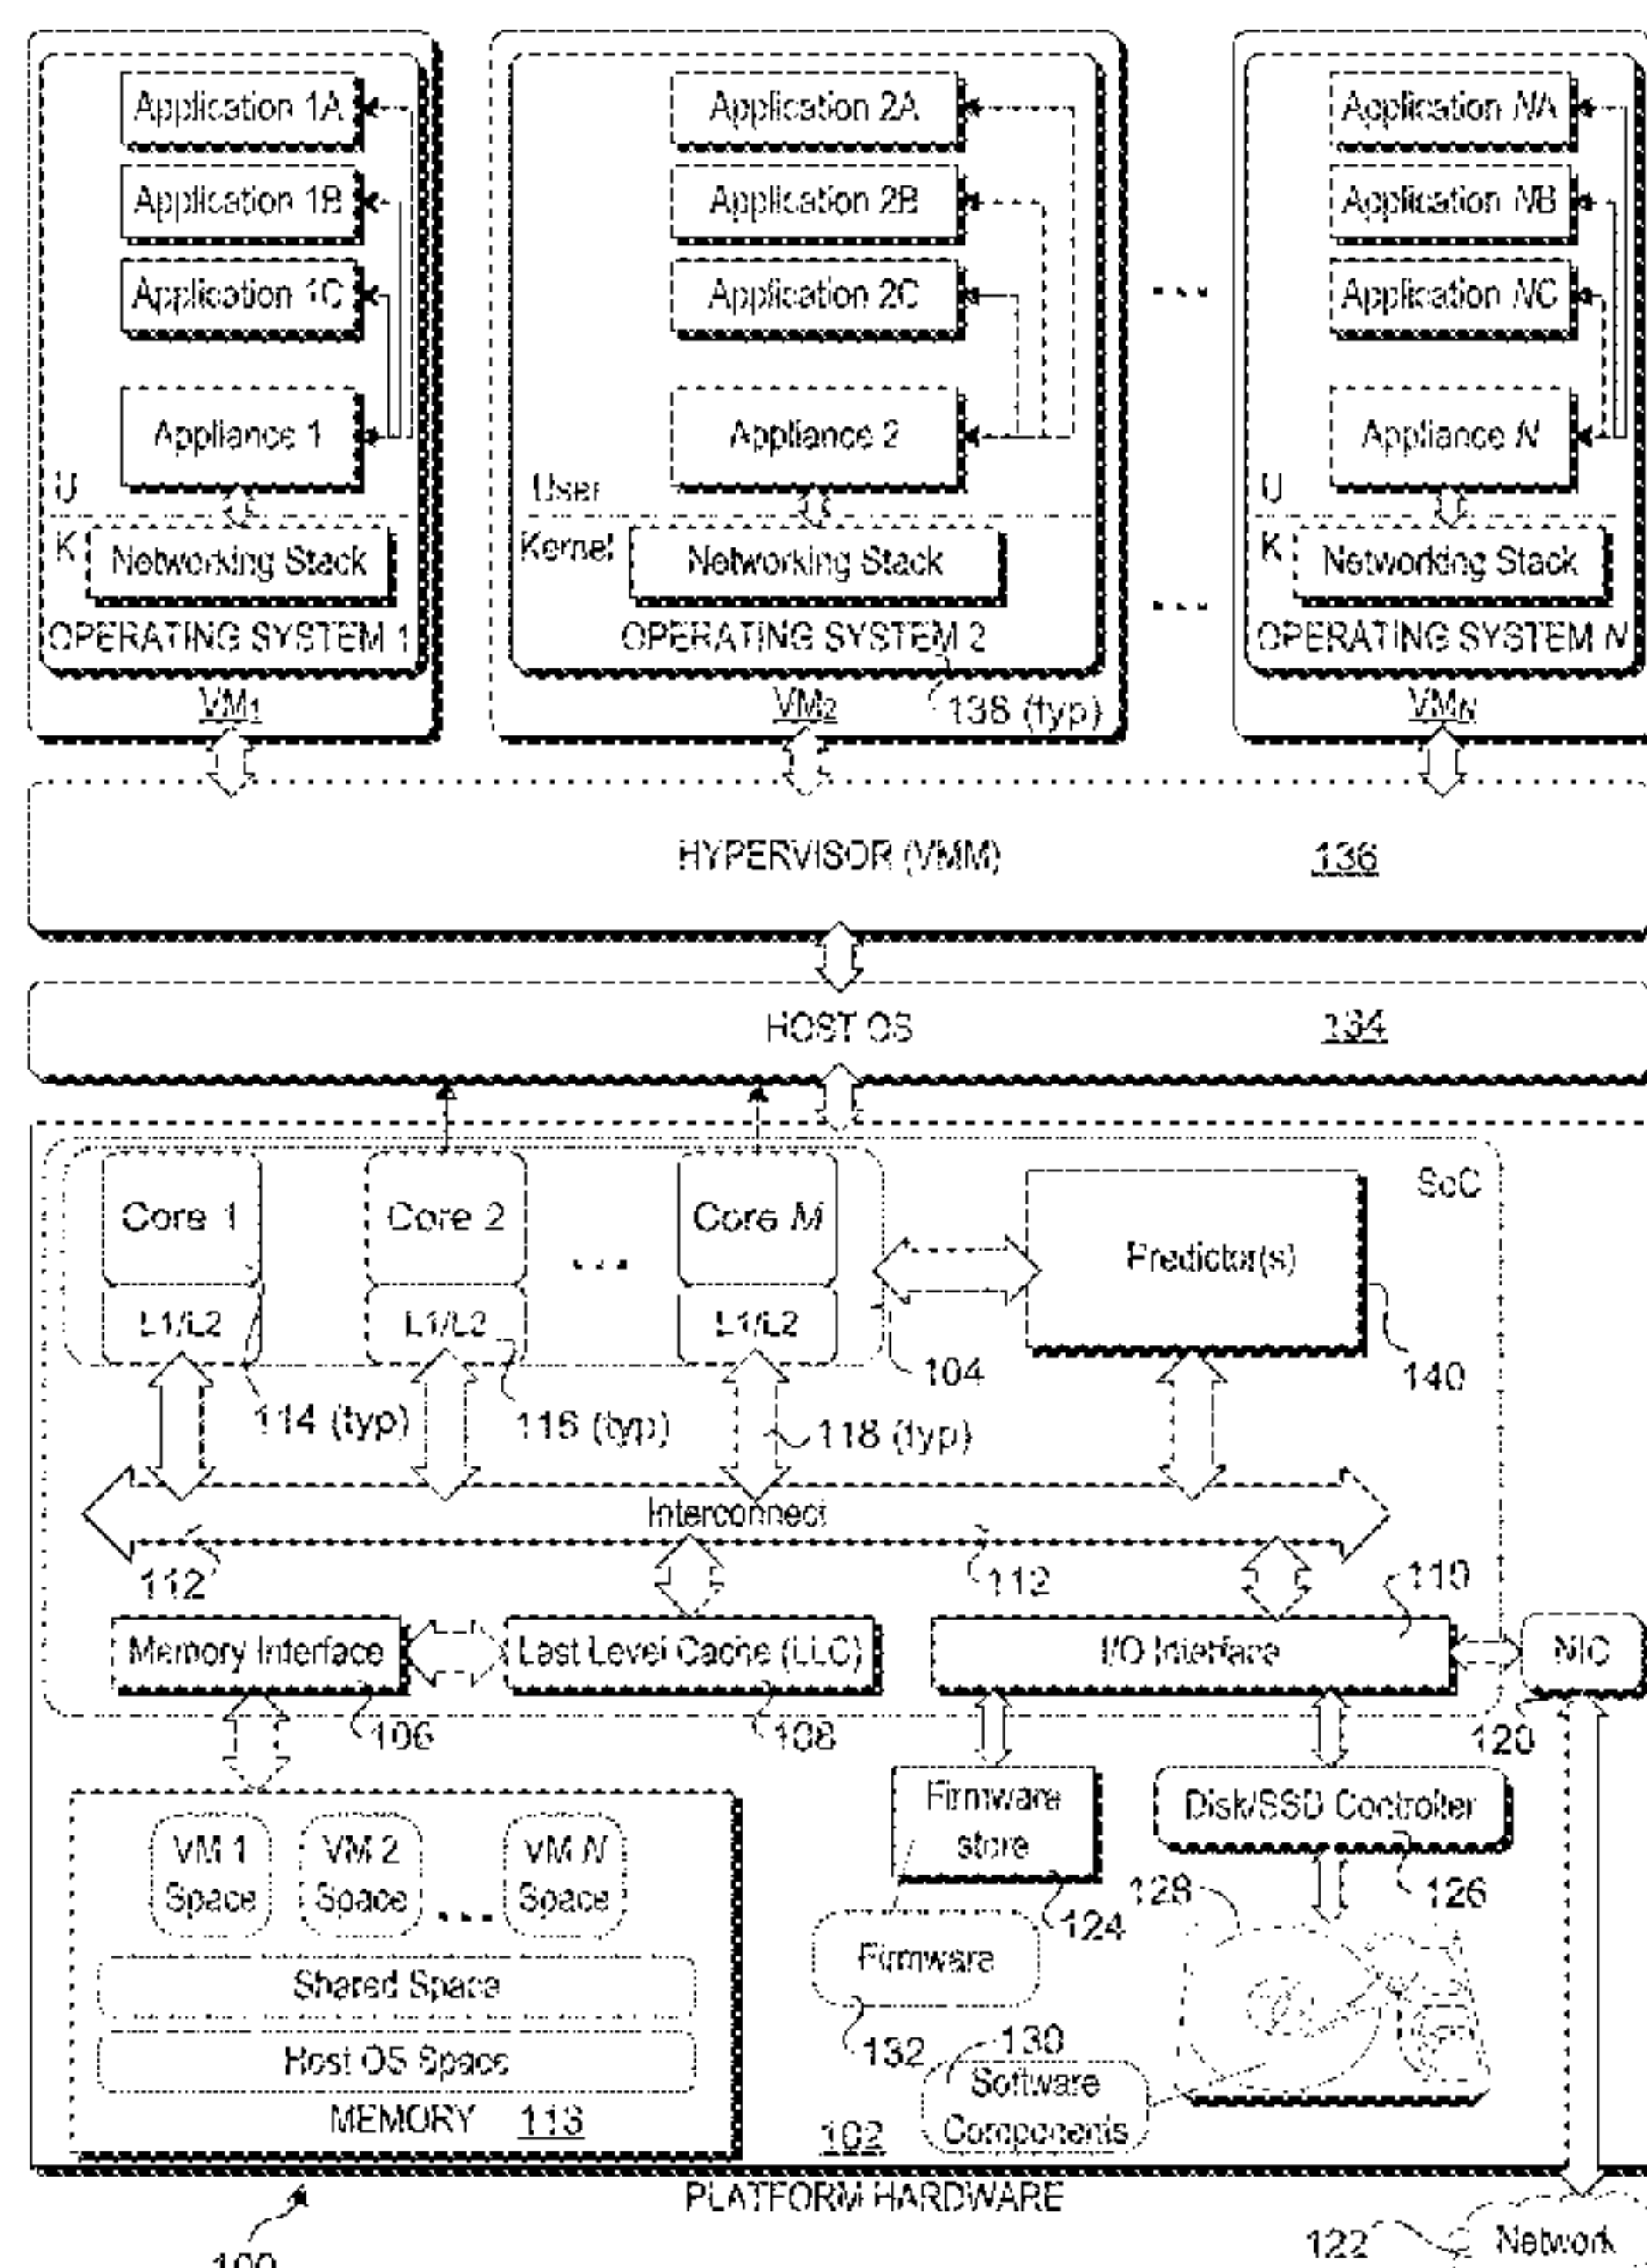 Application 1A
Application 2A
Application NA
Application 1B
Application 2B
Application NB
Application 1C
Application 2C
Application NC
Appliance 1
Appliance 2
Appliance N
U
User
U
K
Networking Stack
Kernel
Networking Stack
K
Networking Stack
OPERATING SYSTEM 1
OPERATING SYSTEM 2
OPERATING SYSTEM N
VM1
VM2
138 (typ)
VMN
HYPERVISOR (VMM)
136
HOST OS
134
SoC
Core 1
Core 2
Core M
Predictor(s)
L1/L2
L1/L2
L1/L2
104
140
114 (typ)
116 (typ)
118 (typ)
Interconnect
112
112
110
Memory Interface
Last Level Cache (LLC)
I/O Interface
NIC
106
108
120
VM 1
Space
VM 2
Space
VM N
Space
Firmware
store
Disk/SSD Controller
124
128
126
Shared Space
Firmware
Host OS Space
132
130
Software
Components
MEMORY
102
PLATFORM HARDWARE
122
Network